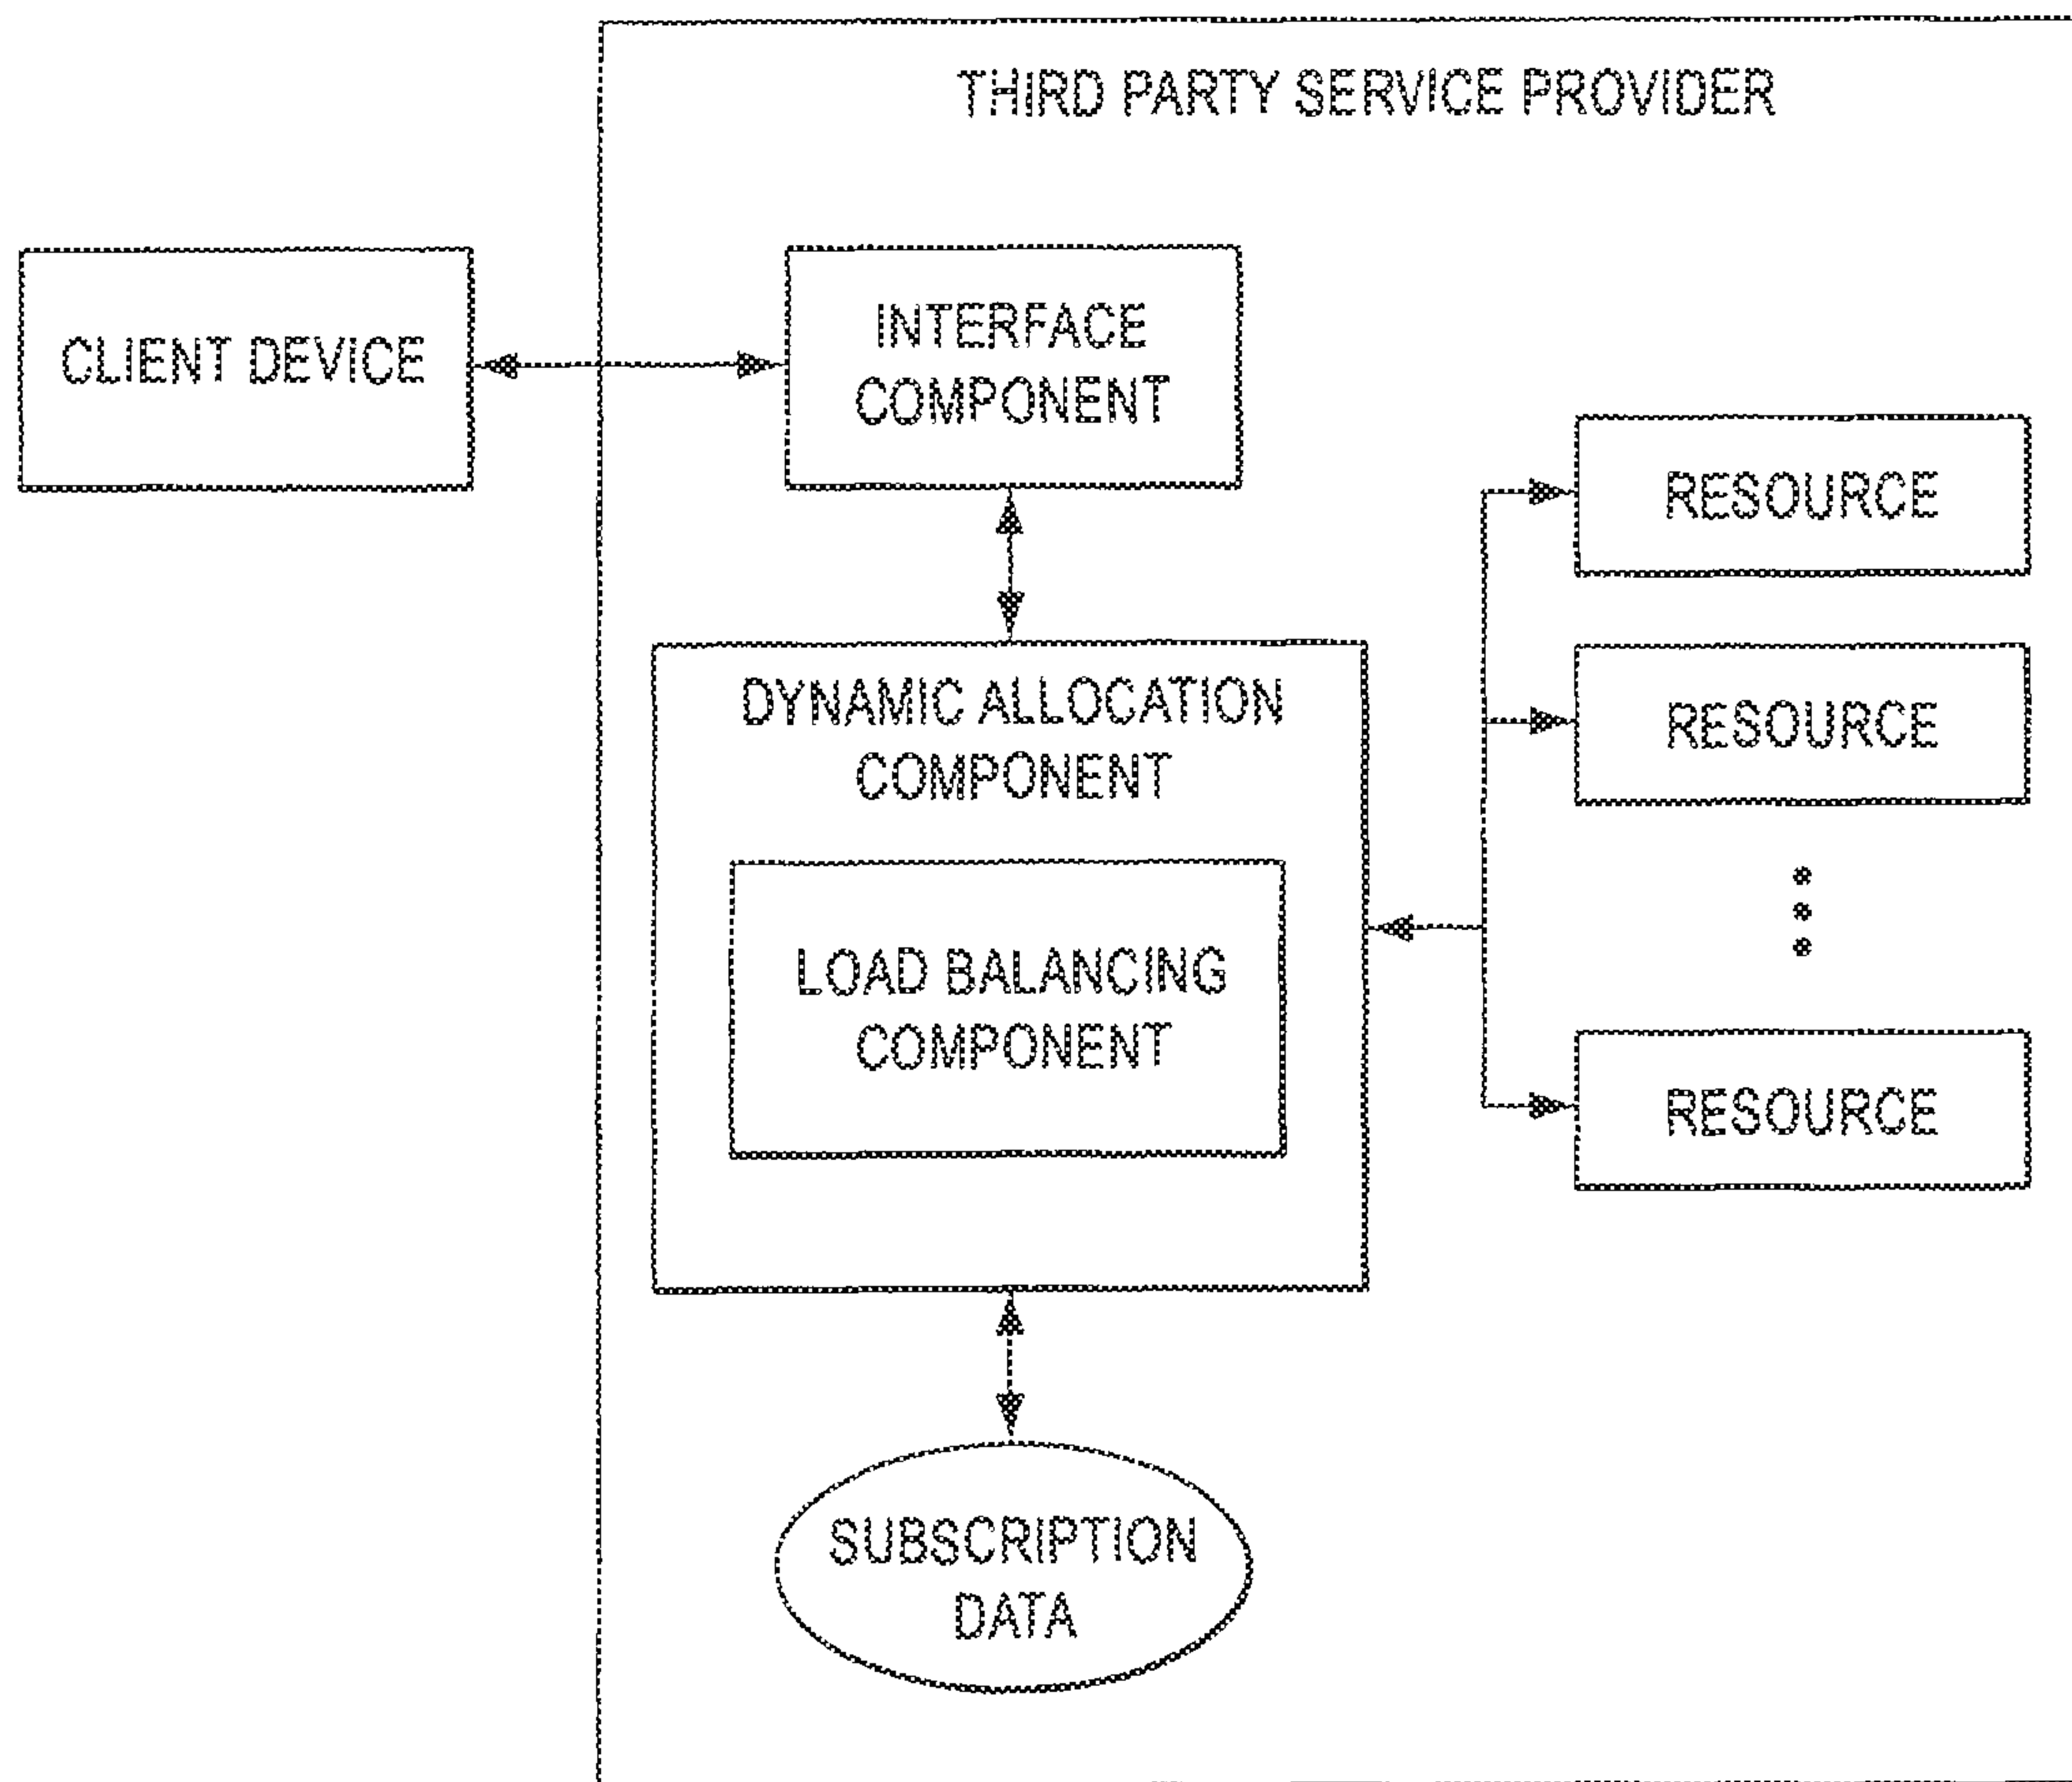 THIRD PARTY SERVICE PROVIDER
CLIENT DEVICE
INTERFACE
COMPONENT
DYNAMIC ALLOCATION
COMPONENT
LOAD BALANCING
COMPONENT
RESOURCE
RESOURCE
RESOURCE
SUBSCRIPTION
DATA